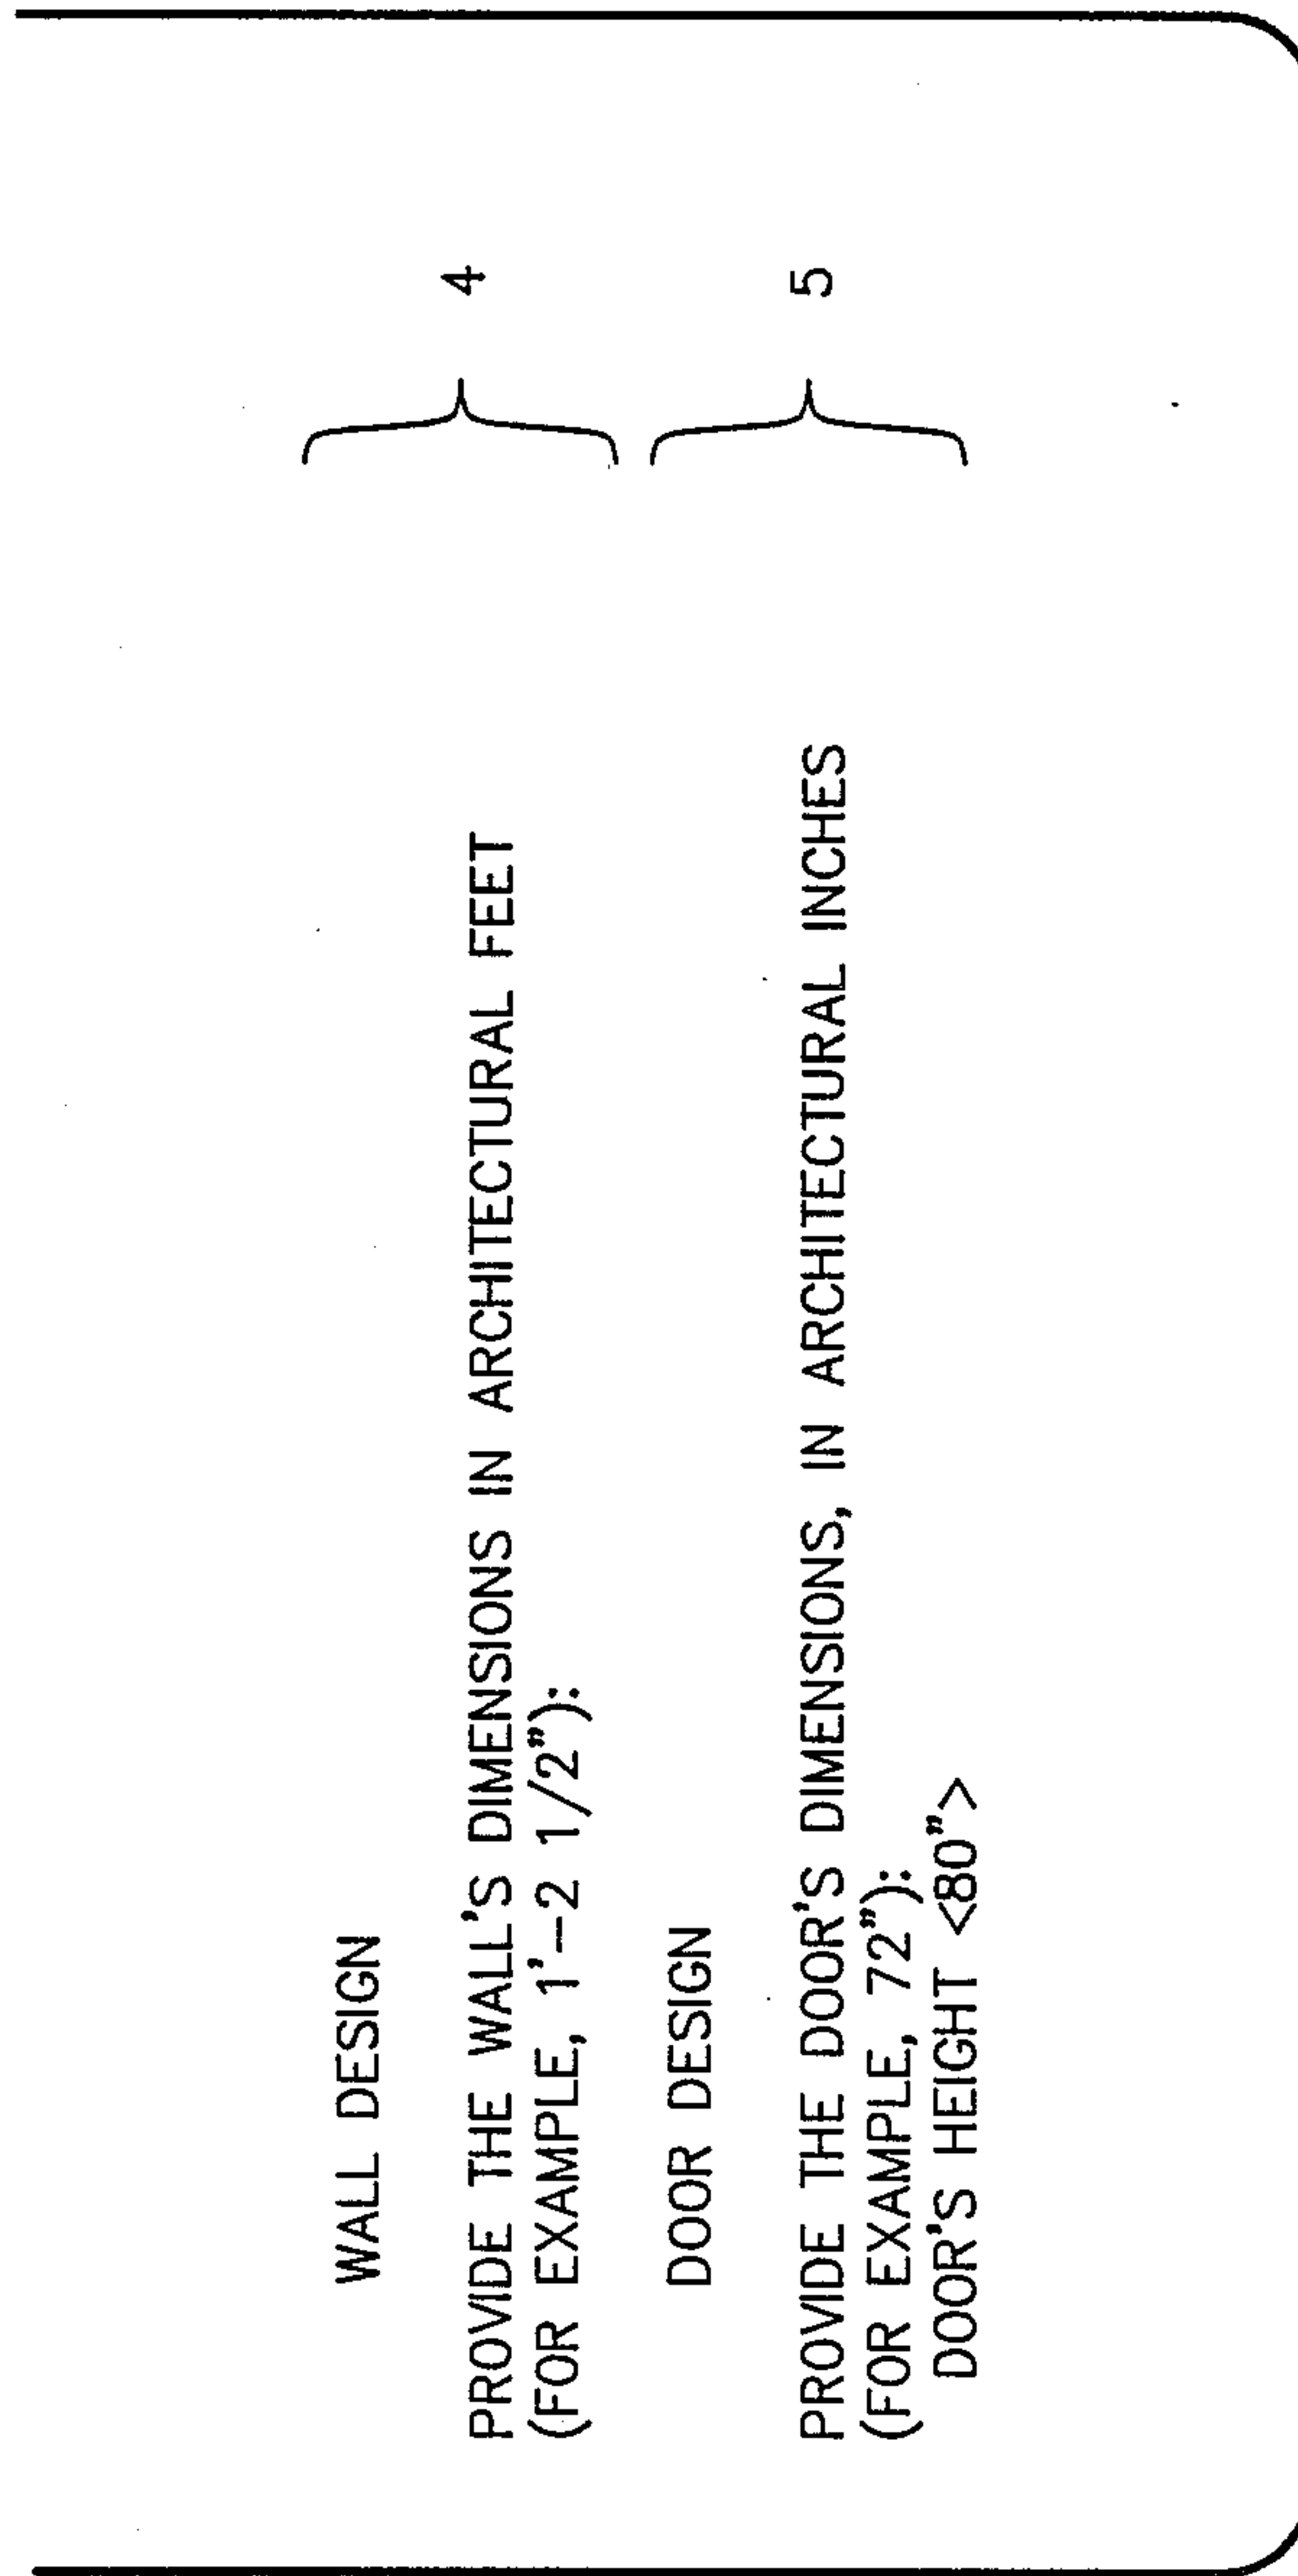 WALL DESIGN
PROVIDE THE WALL'S DIMENSIONS IN ARCHITECTURAL FEET
(FOR EXAMPLE, 1'–2 1/2"):
4
DOOR DESIGN
PROVIDE THE DOOR'S DIMENSIONS, IN ARCHITECTURAL INCHES
(FOR EXAMPLE, 72"):
DOOR'S HEIGHT <80">
5